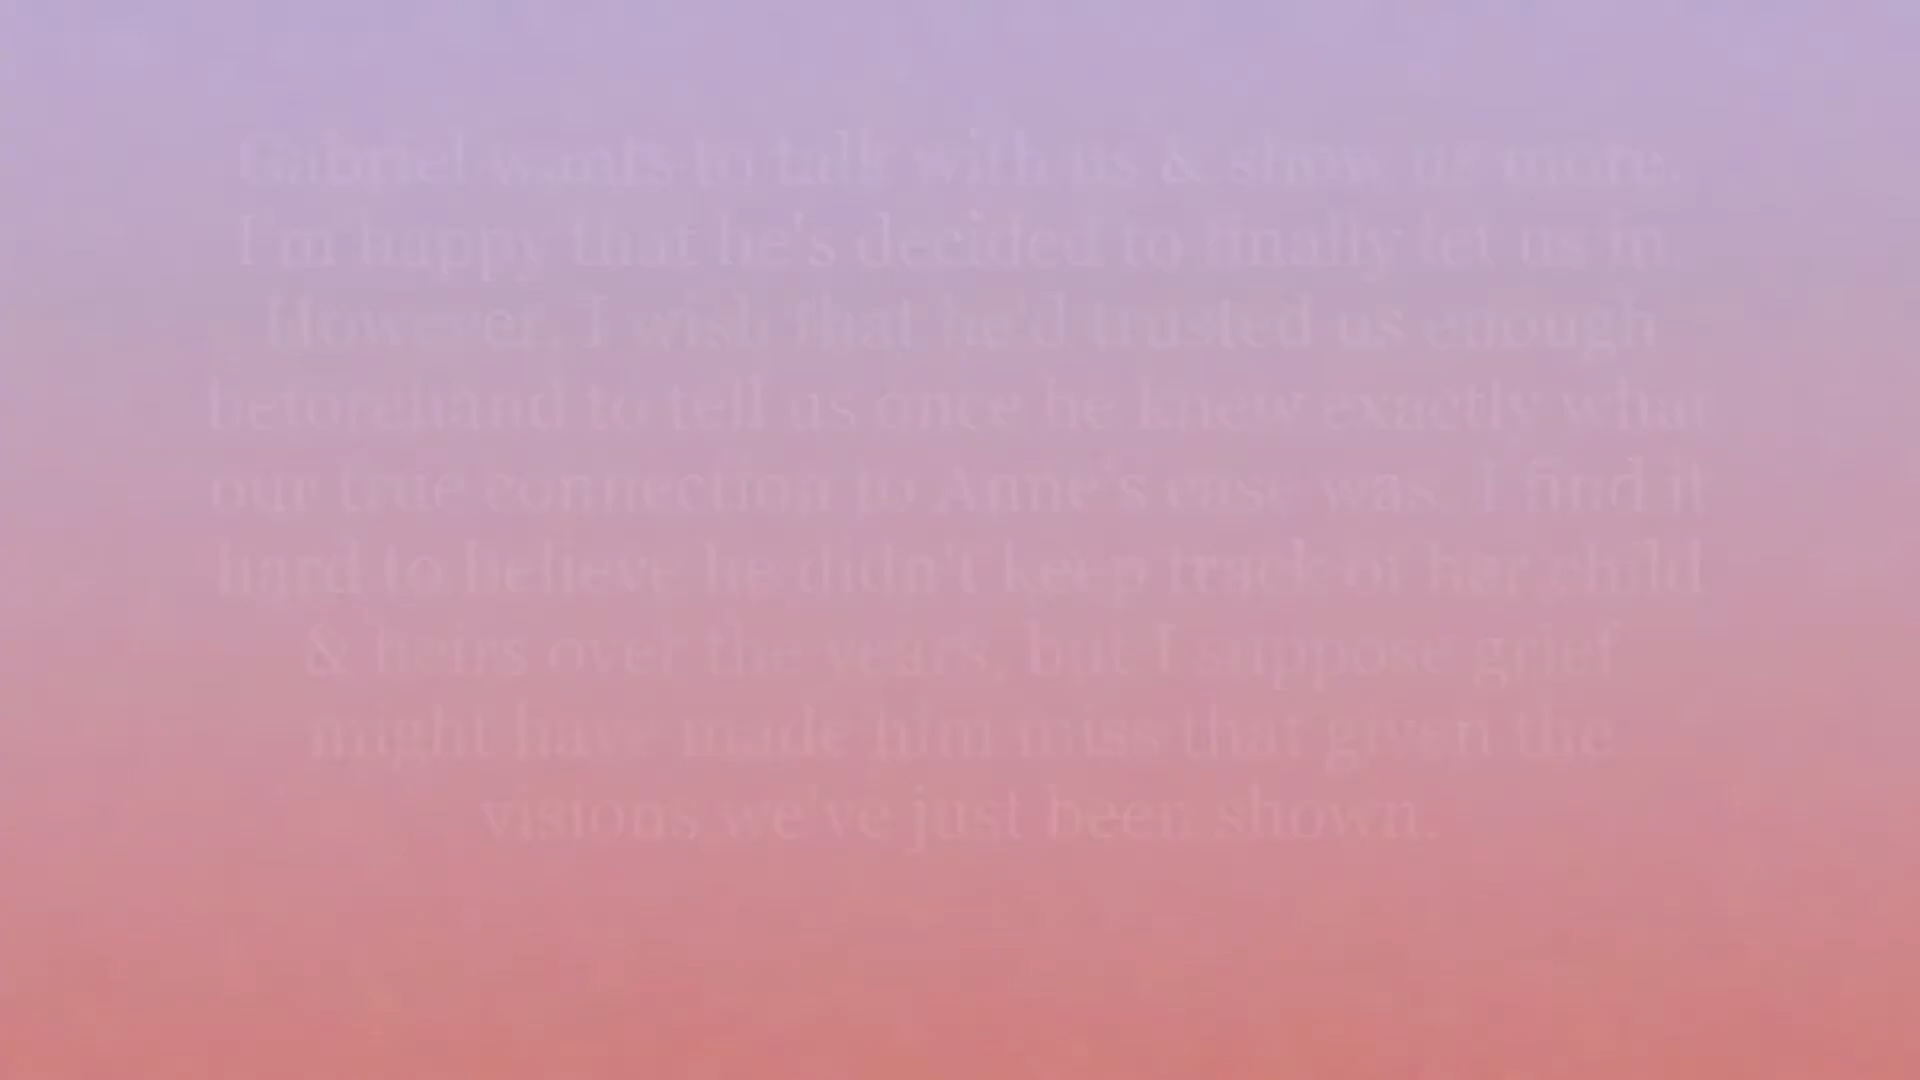 Gabriel wants to talk with us & show us more.
I'm happy that he's decided to finally let us in.
However, I wish that he'd trusted us enough
beforehand to tell us once he knew exactly what
our true connection to Anne's case was. I find it
hard to believe he didn't keep track of her child
& heirs over the years, but I suppose grief
might have made him miss that given the
visions we've just been shown.